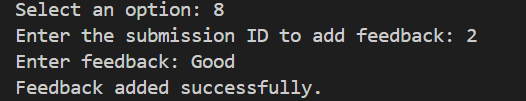 Select an option: 8
Enter the submission ID to add feedback: 2
Enter feedback: Good
Feedback added successfully.